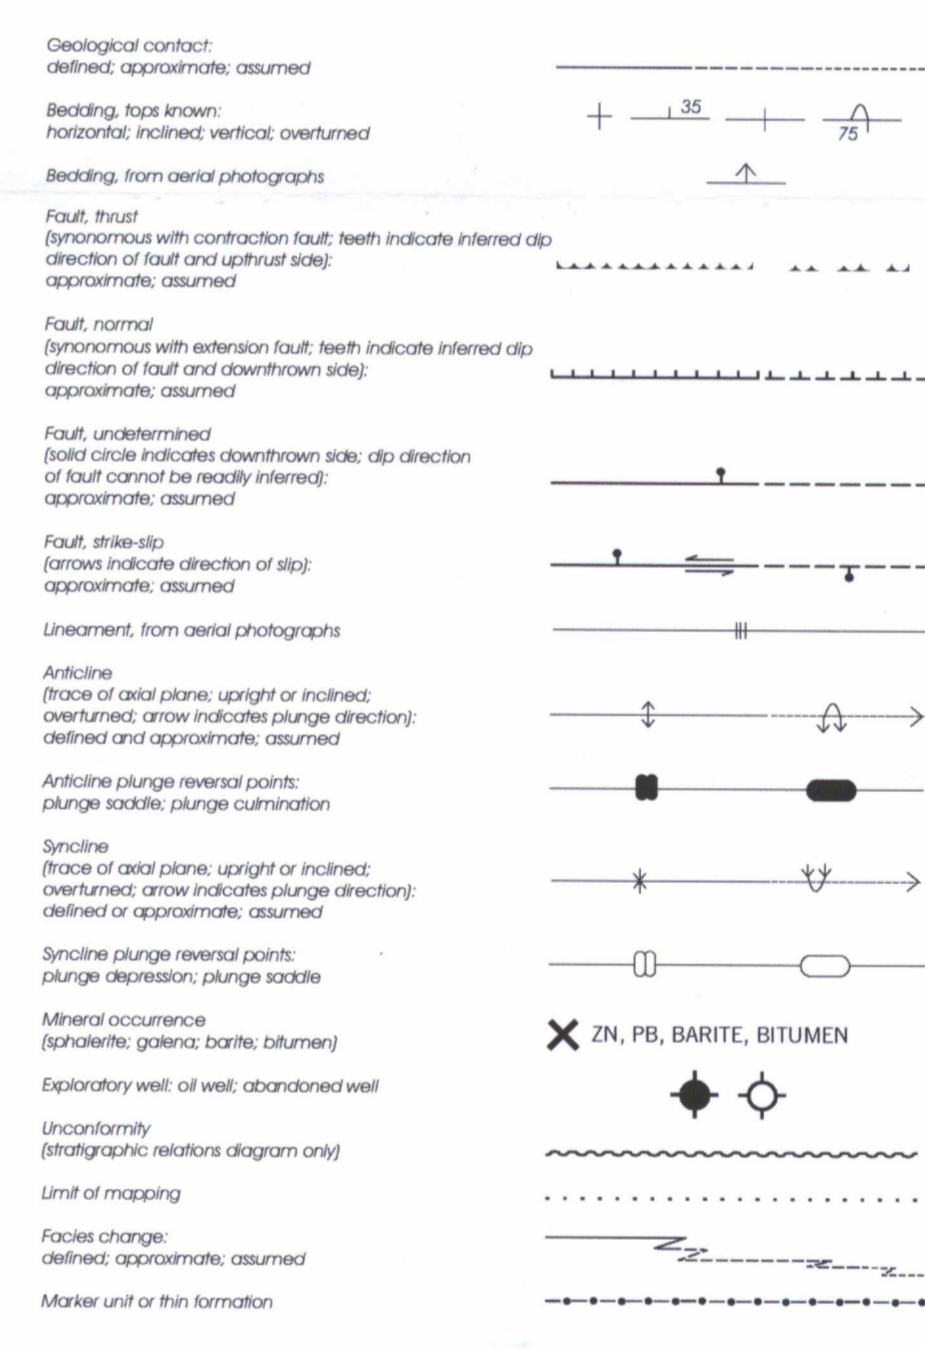 Geological contact:
defined; approximate; assumed
Bedding, tops known:
horizontal; inclined; vertical; overturned
35
75
Bedding, from aerial photographs
Fault, thrust
(synonomous with contraction fault; teeth indicate inferred dip
direction of fault and upthrust side):
approximate; assumed
Fault, normal
(synonomous with extension fault; teeth indicate inferred dip
direction of fault and downthrown side):
approximate; assumed
Fault, undetermined
(solid circle indicates downthrown side; dip direction
of fault cannot be readily inferred):
approximate; assumed
Fault, strike-slip
(arrows indicate direction of slip):
approximate; assumed
Lineament, from aerial photographs
Anticline
(trace of axial plane; upright or inclined;
overturned; arrow indicates plunge direction):
defined and approximate; assumed
Anticline plunge reversal points:
plunge saddle; plunge culmination
Syncline
(trace of axial plane; upright or inclined;
overturned; arrow indicates plunge direction):
defined or approximate; assumed
Syncline plunge reversal points:
plunge depression; plunge saddle
Mineral occurrence
(sphalerite; galena; barite; bitumen)
ZN, PB, BARITE, BITUMEN
Exploratory well: oil well; abandoned well
Unconformity
(stratigraphic relations diagram only)
Limit of mapping
Facies change:
defined; approximate; assumed
Marker unit or thin formation